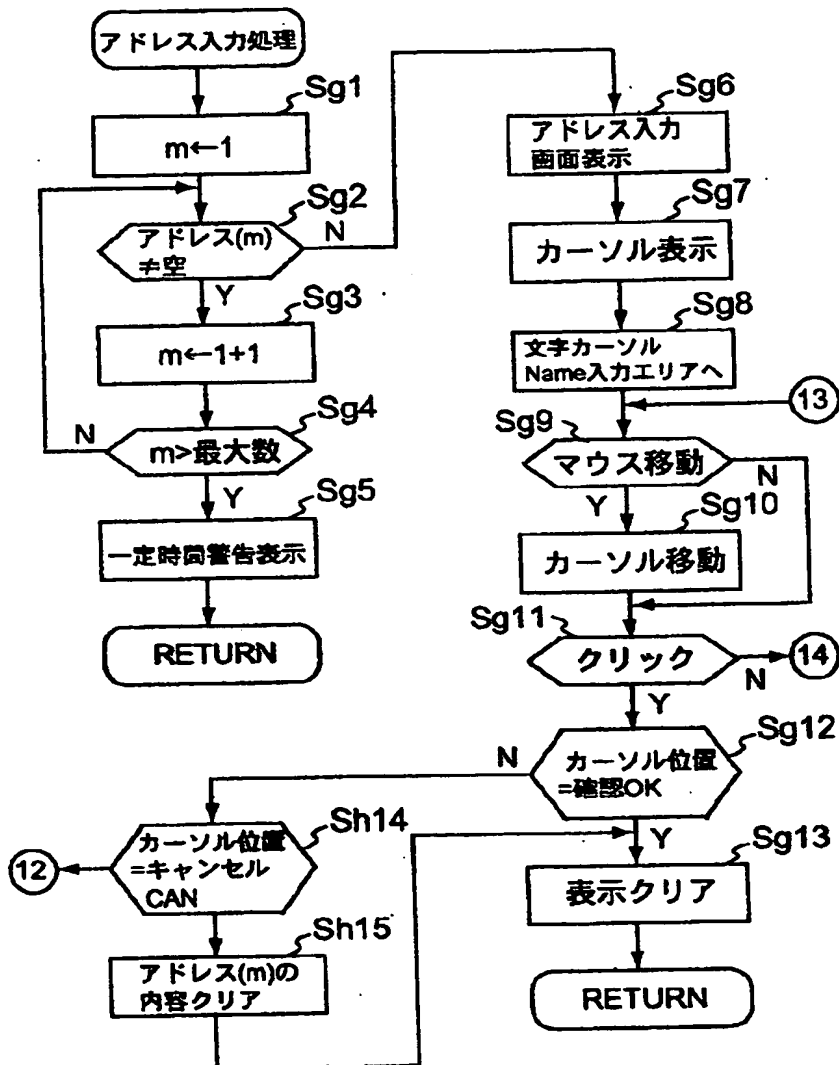 アドレス入力処理
Sg1
m←1
Sg2
アドレス(m)
≠空
N
Y
Sg3
m←1+1
Sg4
N
m>最大数
Y
Sg5
一定時間警告表示
RETURN
Sg6
アドレス入力
画面表示
Sg7
カーソル表示
Sg8
文字カーソル
Name入力エリアへ
13
Sg9
マウス移動
N
Y
Sg10
カーソル移動
Sg11
クリック
14
N
Y
Sg12
N
カーソル位置
=確認OK
Y
Sg13
表示クリア
RETURN
Sh14
カーソル位置
=キャンセル
CAN
12
Sh15
アドレス(m)の
内容クリア